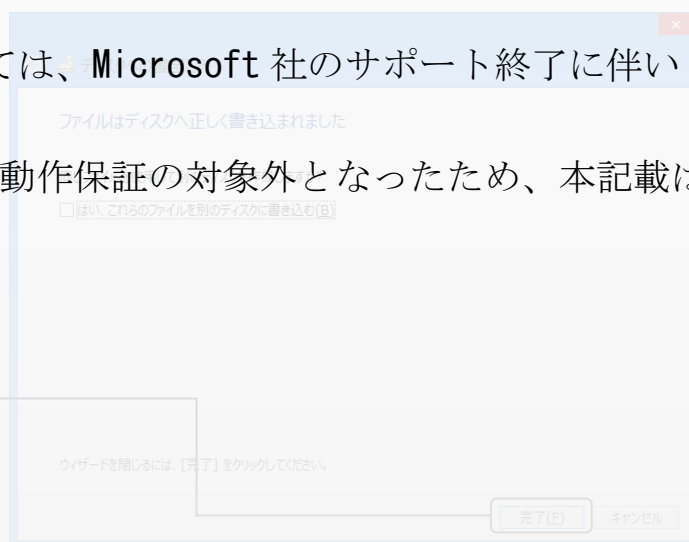 ては、Microsoft 社のサポート終了に伴い
ファイルはディスクへ正しく書き込まれました
動作保証の対象外となったため、本記載は
はい、これらのファイルを別のディスクに書き込む(B)
ウィザードを閉じるには、[完了] をクリックしてください。
完了(F)
キャンセル